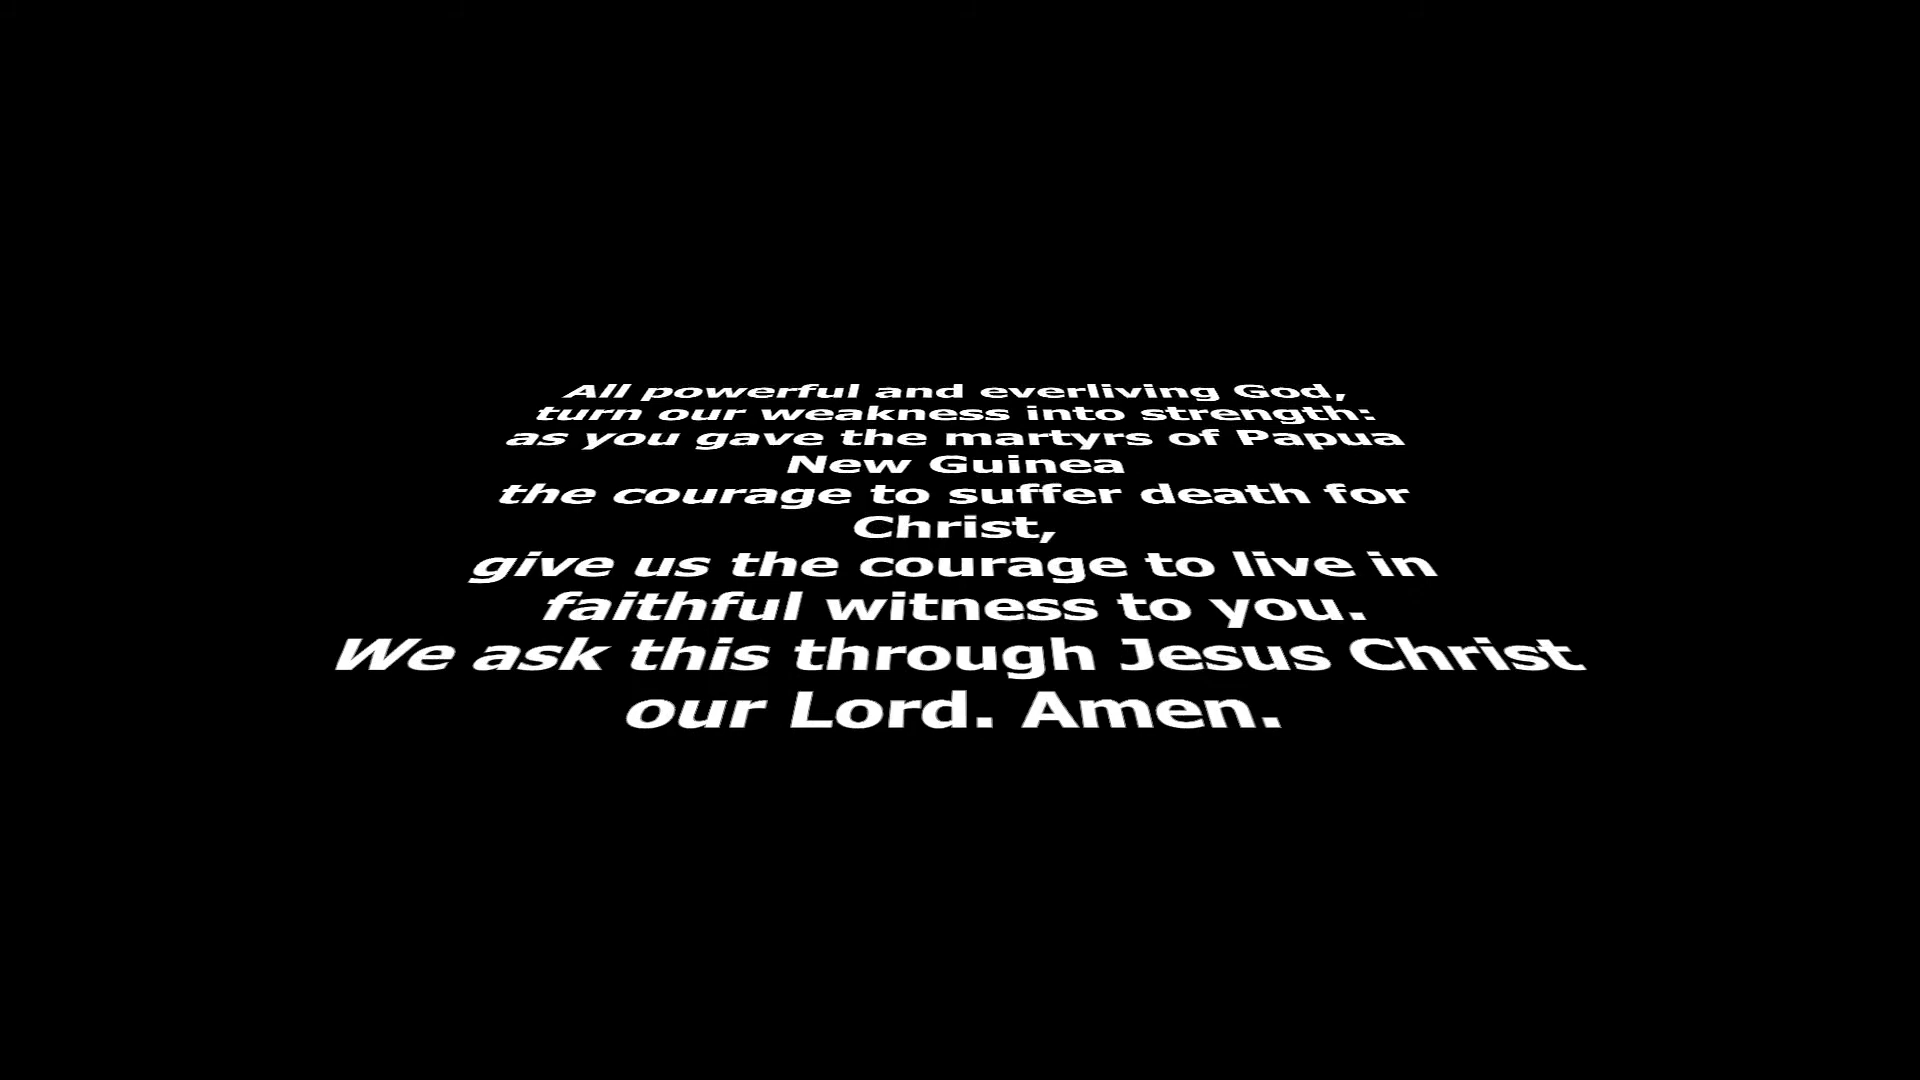 All powerful and everliving God,
turn our weakness into strength:
as you gave the martyrs of Papua
New Guinea
the courage to suffer death for
Christ,
give us the courage to live in
faithful witness to you.
We ask this through Jesus Christ
our Lord. Amen.